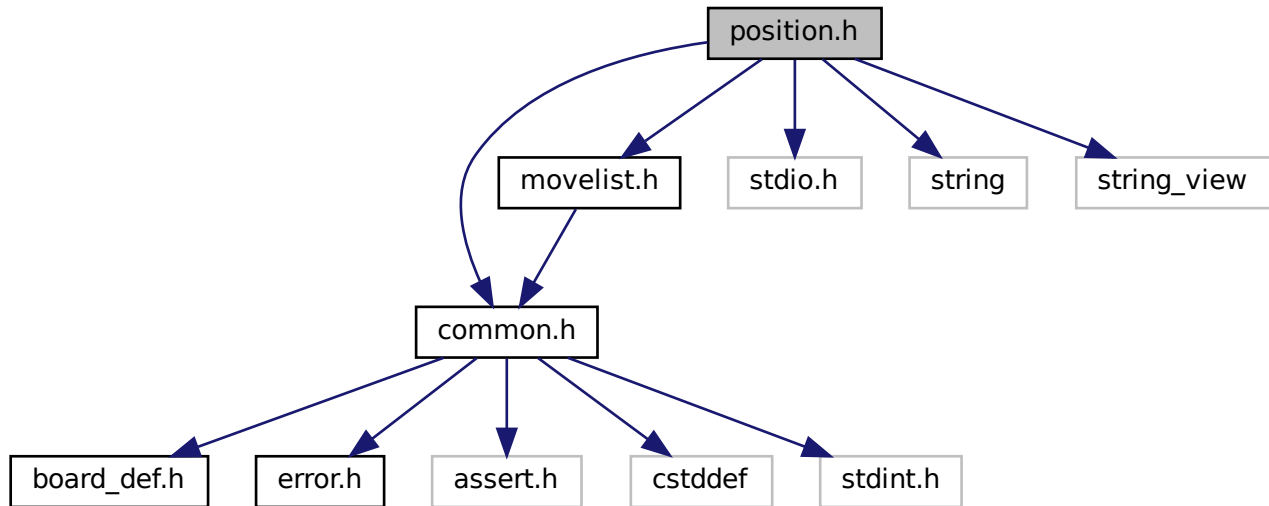 position.h
movelist.h
stdio.h
string
string_view
common.h
board_def.h
error.h
assert.h
cstddef
stdint.h